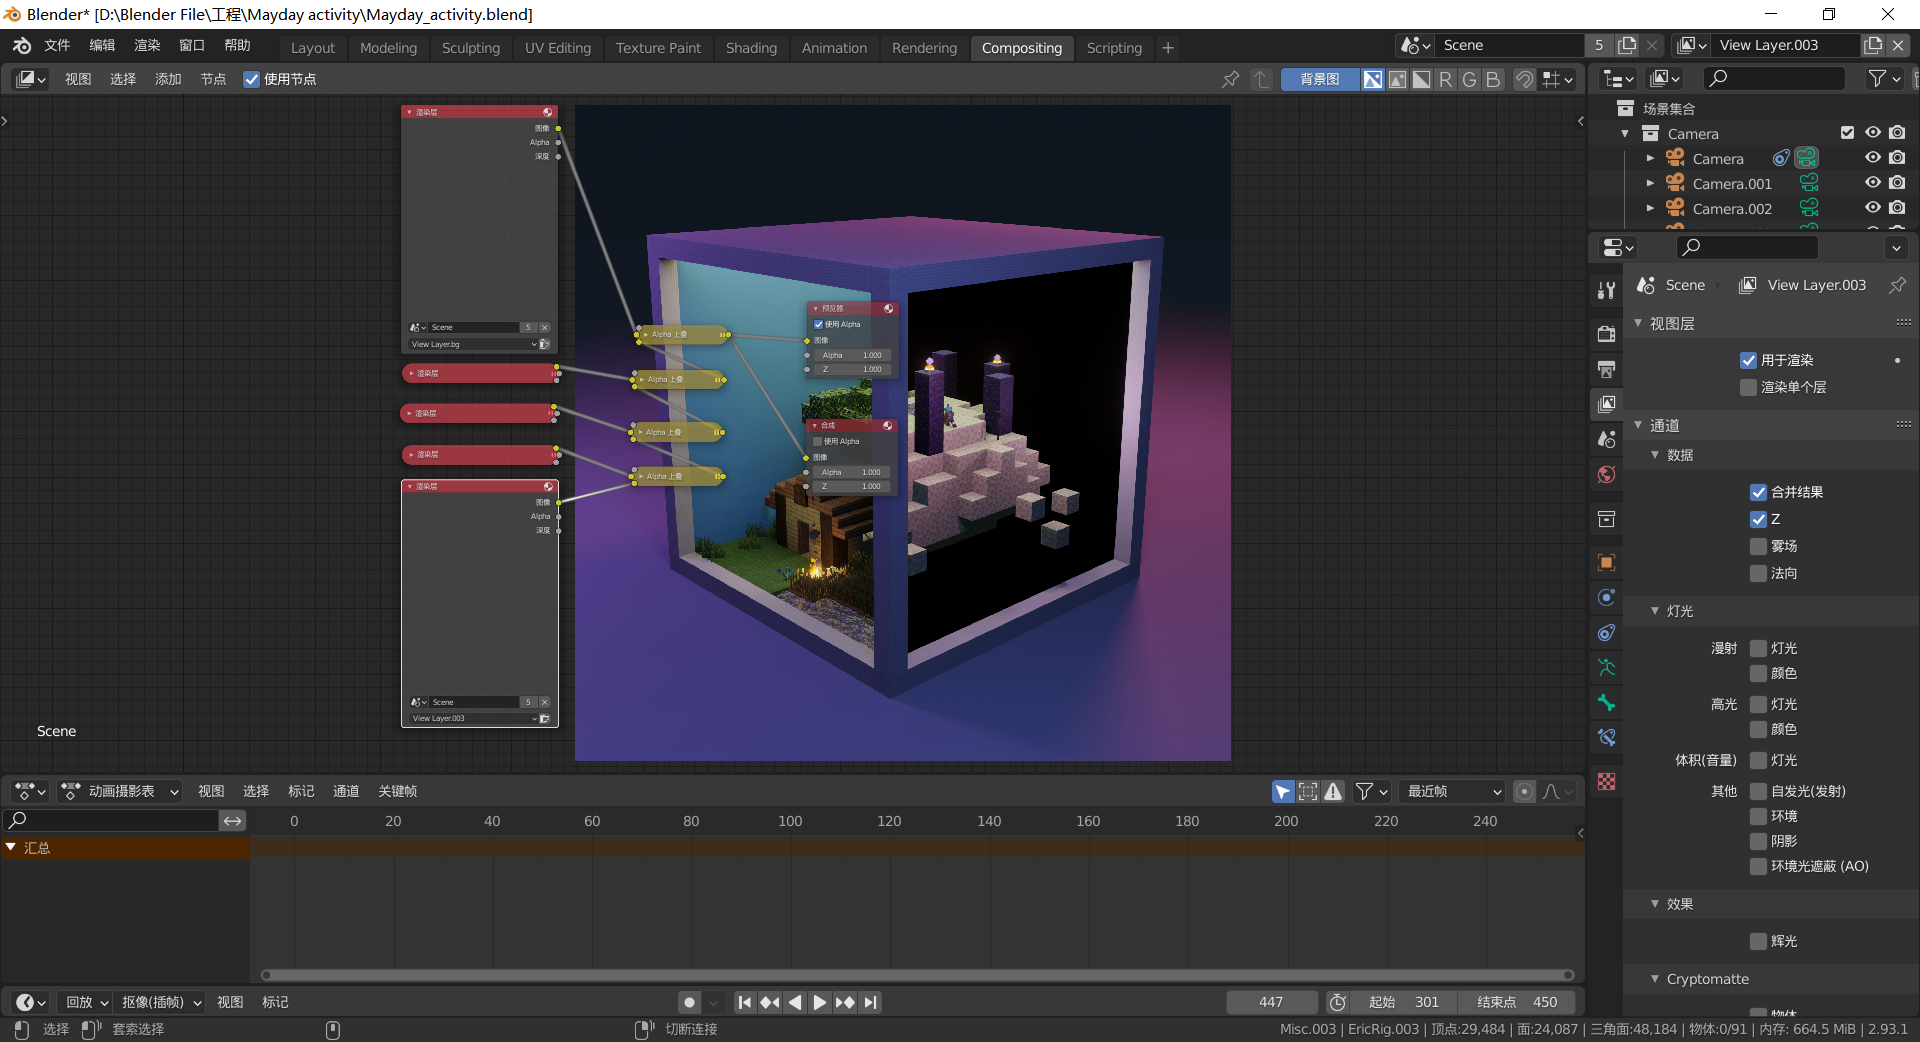 Blender* [D:\Blender File\工程\Mayday activity\Mayday_activity.blend]
文件 编辑 渲染 窗口 帮助 Layout Modeling Sculpting UV Editing Texture Paint Shading Animation Rendering Compositing Scripting + Scene 5 View Layer.003
视图 选择 添加 节点 使用节点 背景图 R G B
渲染层
图像
Alpha
深度
Scene 5
View Layer.bg
渲染层
渲染层
渲染层
渲染层
图像
Alpha
深度
Scene 5
View Layer.003
Alpha 上叠
Alpha 上叠
Alpha 上叠
Alpha 上叠
预览器
使用 Alpha
图像
Alpha 1.000
Z 1.000
合成
使用 Alpha
图像
Alpha 1.000
Z 1.000
Scene
场景集合
Camera
Camera
Camera.001
Camera.002
Scene View Layer.003
视图层
用于渲染
渲染单个层
通道
数据
合并结果
Z
雾场
法向
灯光
漫射 灯光
颜色
高光 灯光
颜色
体积(音量) 灯光
其他 自发光(发射)
环境
阴影
环境光遮蔽 (AO)
效果
辉光
Cryptomatte
物体
动画摄影表 视图 选择 标记 通道 关键帧 最近帧
0 20 40 60 80 100 120 140 160 180 200 220 240
汇总
回放 抠像(插帧) 视图 标记 447 起始 301 结束点 450
选择 套索选择 切断连接 Misc.003 | EricRig.003 | 顶点:29,484 | 面:24,087 | 三角面:48,184 | 物体:0/91 | 内存: 664.5 MiB | 2.93.1